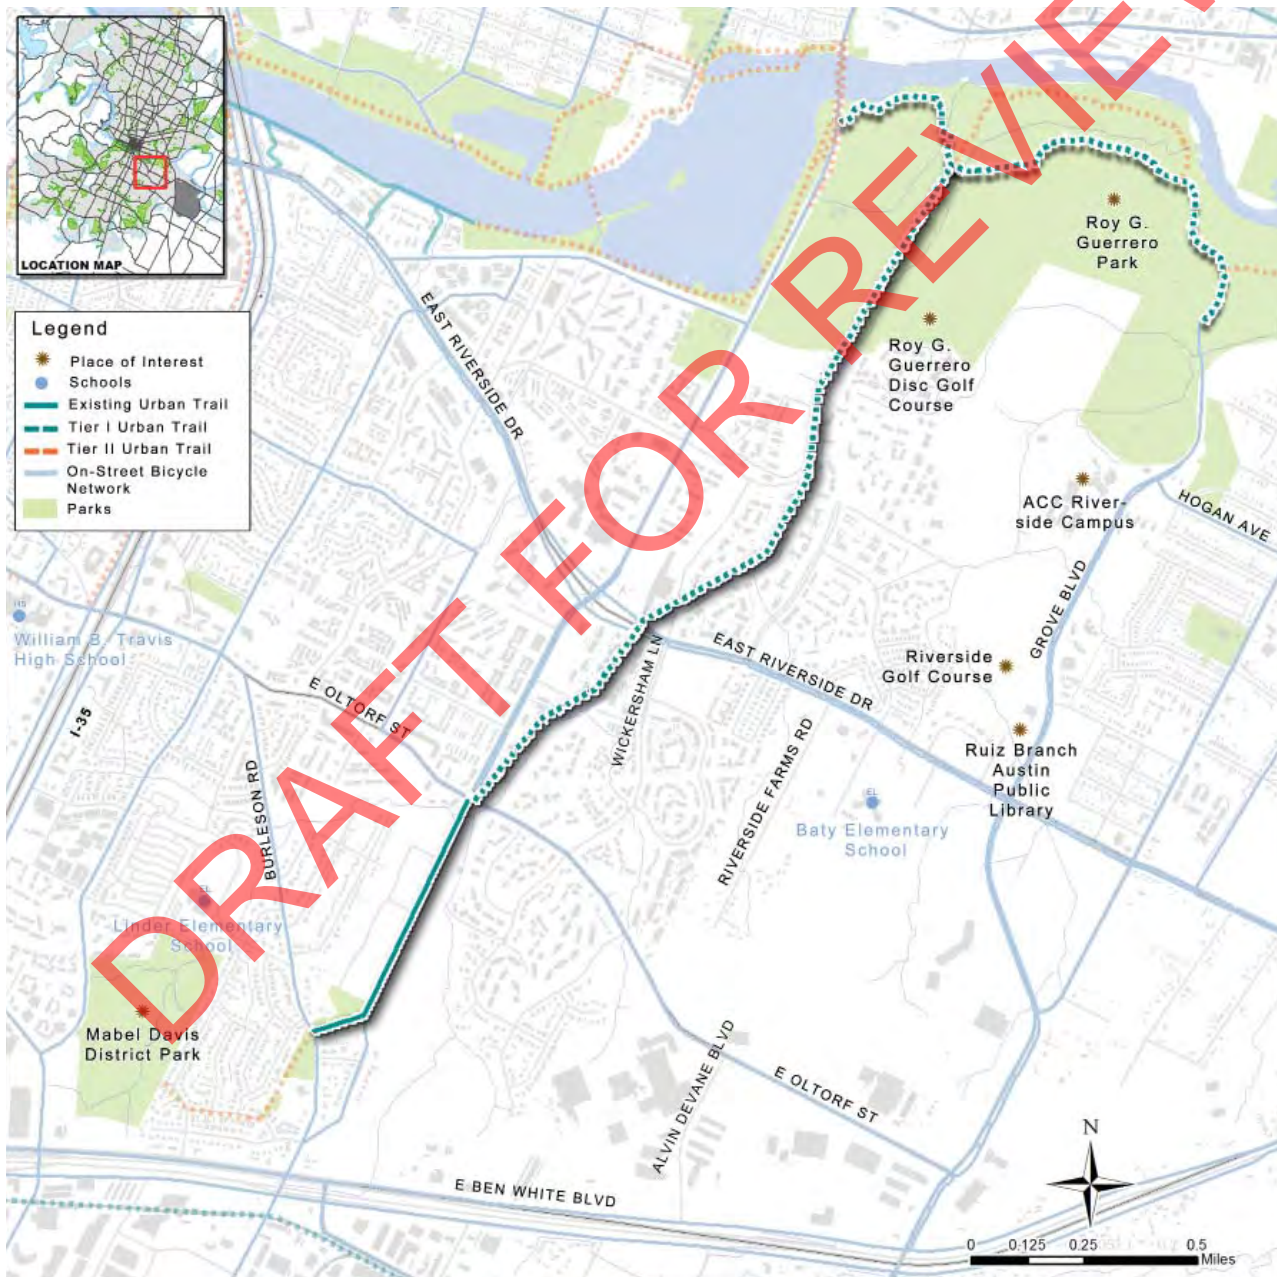 LOCATION MAP
Legend
Place of Interest
Schools
Existing Urban Trail
Tier I Urban Trail
Tier II Urban Trail
On-Street Bicycle
Network
Parks
DRAFT FOR REVIEW
Roy G.
Guerrero
Park
Roy G.
Guerrero
Disc Golf
Course
EAST RIVERSIDE DR
ACC River-
side Campus
HOGAN AVE
GROVE BLVD
HS
William B. Travis
High School
I-35
E OLTORF ST
WICKERSHAM LN
EAST RIVERSIDE DR
Riverside
Golf Course
Ruiz Branch
Austin
Public
Library
RIVERSIDE FARMS RD
EL
Baty Elementary
School
BURLESON RD
EL
Linder Elementary
School
Mabel Davis
District Park
ALVIN DEVANE BLVD
E OLTORF ST
E BEN WHITE BLVD
N
0 0.125 0.25 0.5
Miles